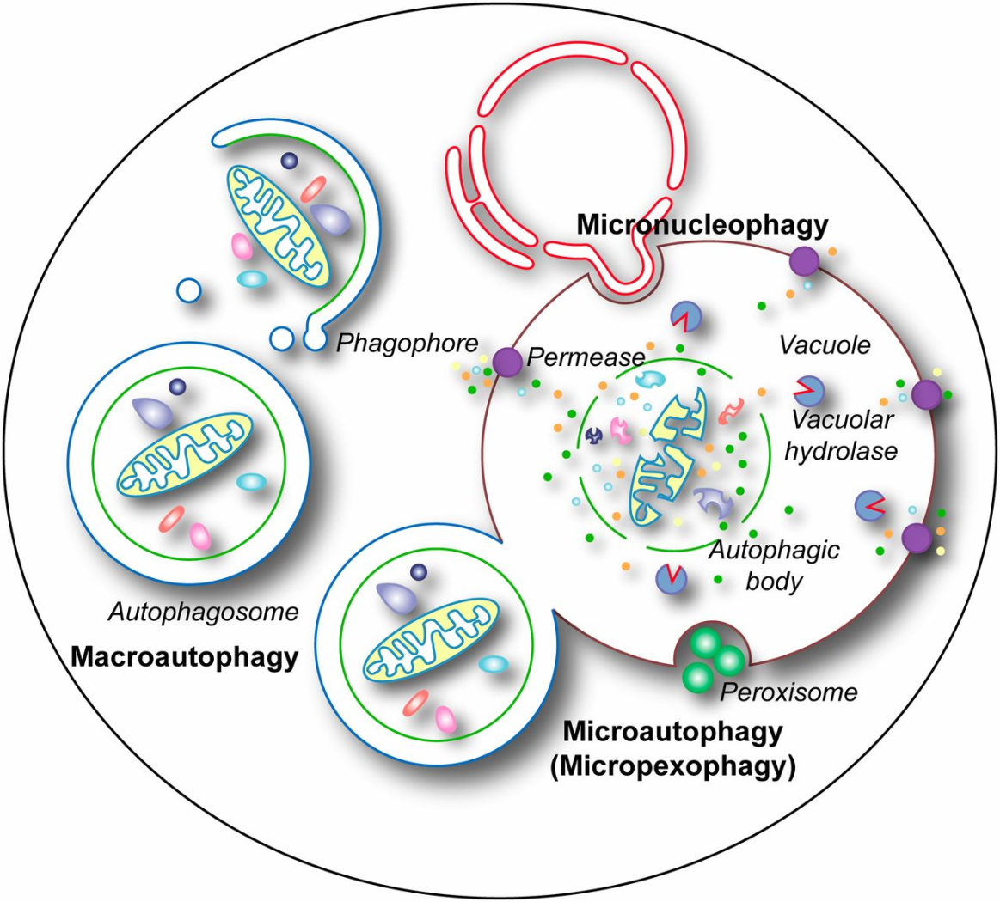 Micronucleophagy
Phagophore
Permease
Vacuole
Vacuolar
hydrolase
Autophagic
body
Autophagosome
Macroautophagy
Peroxisome
Microautophagy
(Micropexophagy)